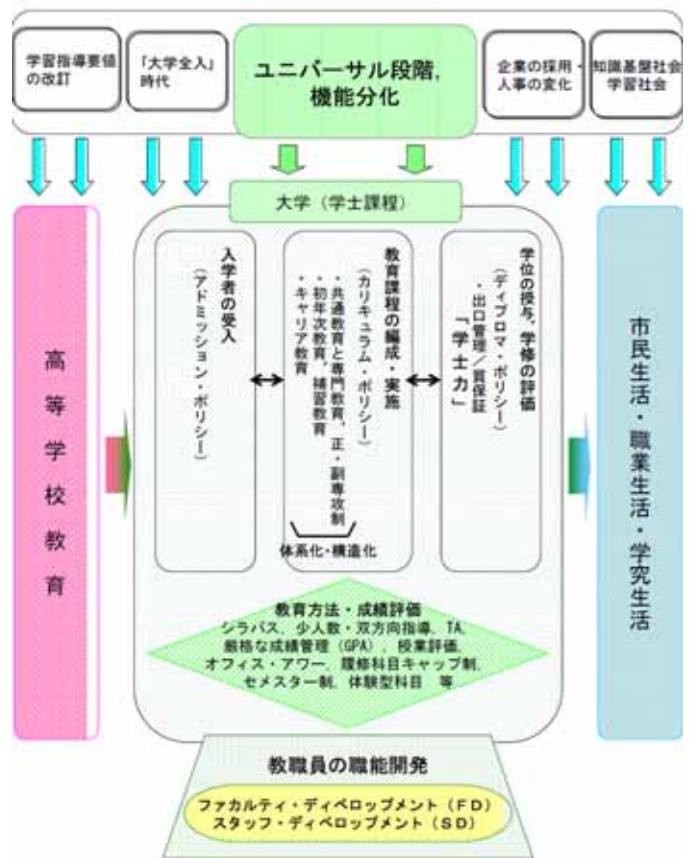 学習指導要領
の改訂
「大学全入」
時代
ユニバーサル段階,
機能分化
企業の採用・
人事の変化
知識基盤社会
学習社会
大学(学士課程)
高等学校教育
入学者の受入
(アドミッション・ポリシー)
教育課程の編成・実施
(カリキュラム・ポリシー)
・共通教育と専門教育, 正・副専攻制
・初年次教育, 補習教育
・キャリア教育
体系化・構造化
学位の授与, 学修の評価
(ディプロマ・ポリシー)
・出口管理/質保証
「学士力」
市民生活・職業生活・学究生活
教育方法・成績評価
シラバス, 少人数・双方向指導, TA,
厳格な成績管理(GPA), 授業評価,
オフィス・アワー, 履修科目キャップ制,
セメスター制, 体験型科目 等
教職員の職能開発
ファカルティ・ディベロップメント(FD)
スタッフ・ディベロップメント(SD)